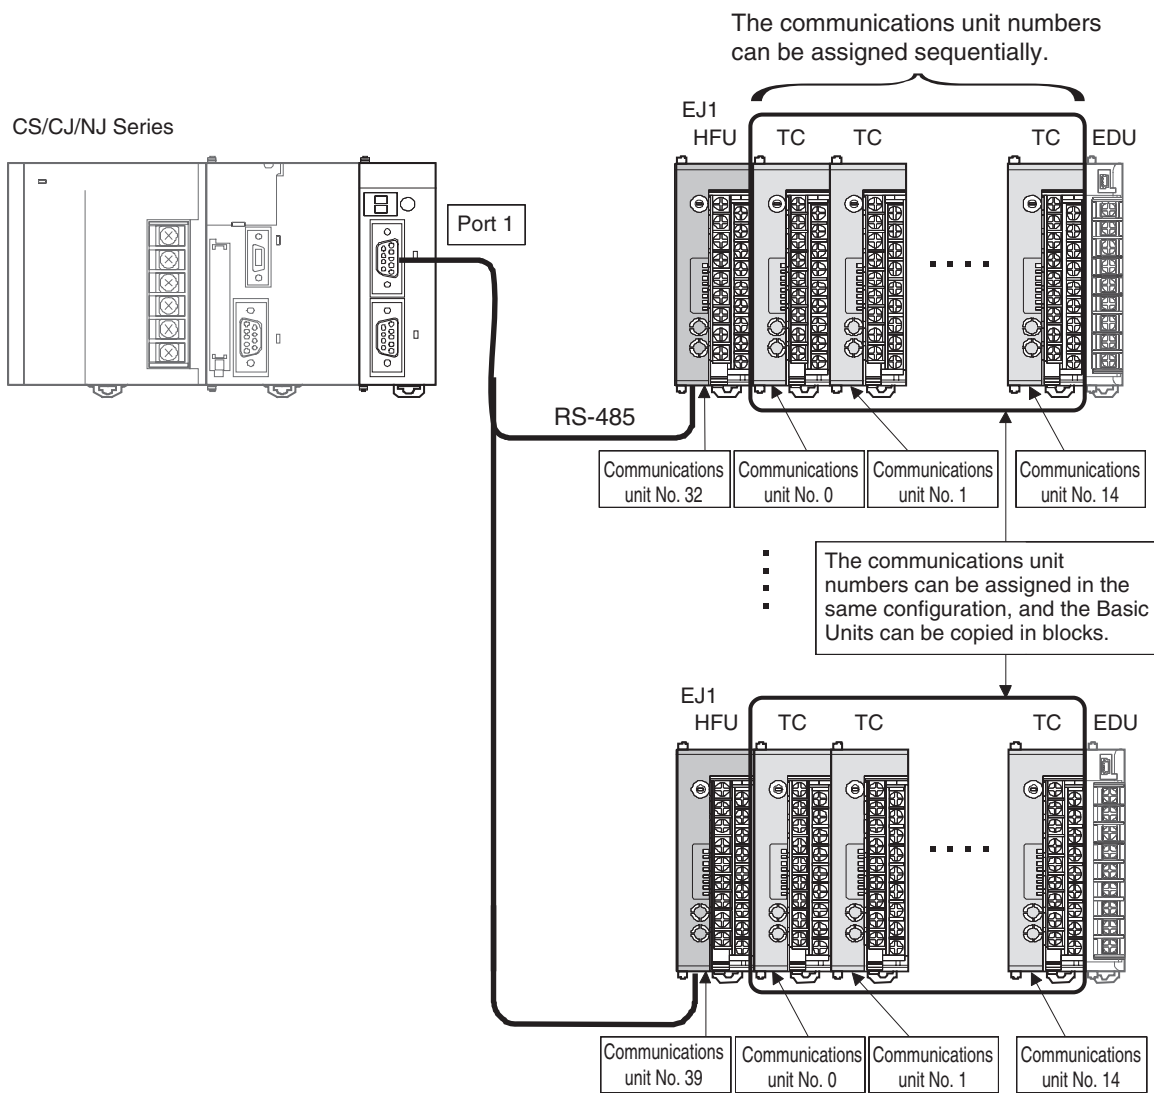 The communications unit numbers
can be assigned sequentially.
CS/CJ/NJ Series
EJ1
HFU TC TC TC EDU
Port 1
RS-485
Communications
unit No. 32
Communications
unit No. 0
Communications
unit No. 1
Communications
unit No. 14
The communications unit
numbers can be assigned in the
same configuration, and the Basic
Units can be copied in blocks.
EJ1
HFU TC TC TC EDU
Communications
unit No. 39
Communications
unit No. 0
Communications
unit No. 1
Communications
unit No. 14